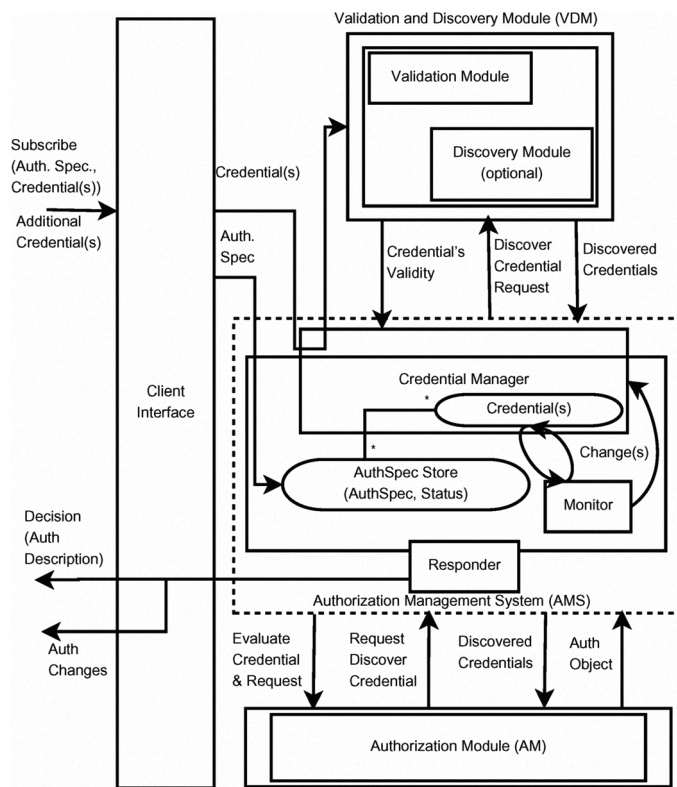 Validation and Discovery Module (VDM)
Validation Module
Discovery Module
(optional)
Subscribe
(Auth. Spec.,
Credential(s))
Additional
Credential(s)
Credential(s)
Auth.
Spec
Credential's
Validity
Discover
Credential
Request
Discovered
Credentials
Client
Interface
Credential Manager
*
Credential(s)
*
Change(s)
AuthSpec Store
(AuthSpec, Status)
Monitor
Decision
(Auth
Description)
Responder
Authorization Management System (AMS)
Auth
Changes
Evaluate
Credential
& Request
Request
Discover
Credential
Discovered
Credentials
Auth
Object
Authorization Module (AM)